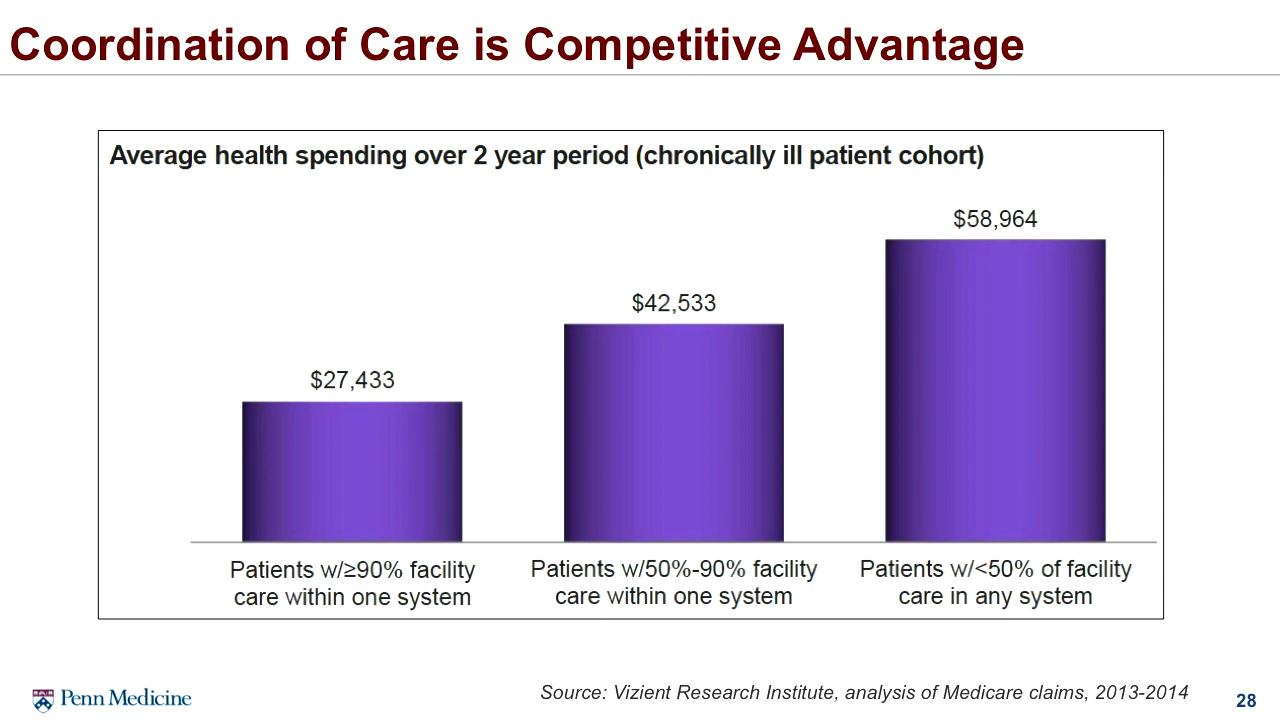 Coordination of Care is Competitive Advantage
Average health spending over 2 year period (chronically ill patient cohort)
$58,964
$42,533
$27,433
Patients w/≥90% facility
care within one system
Patients w/50%-90% facility
care within one system
Patients w/<50% of facility
care in any system
Penn Medicine
Source: Vizient Research Institute, analysis of Medicare claims, 2013-2014
28